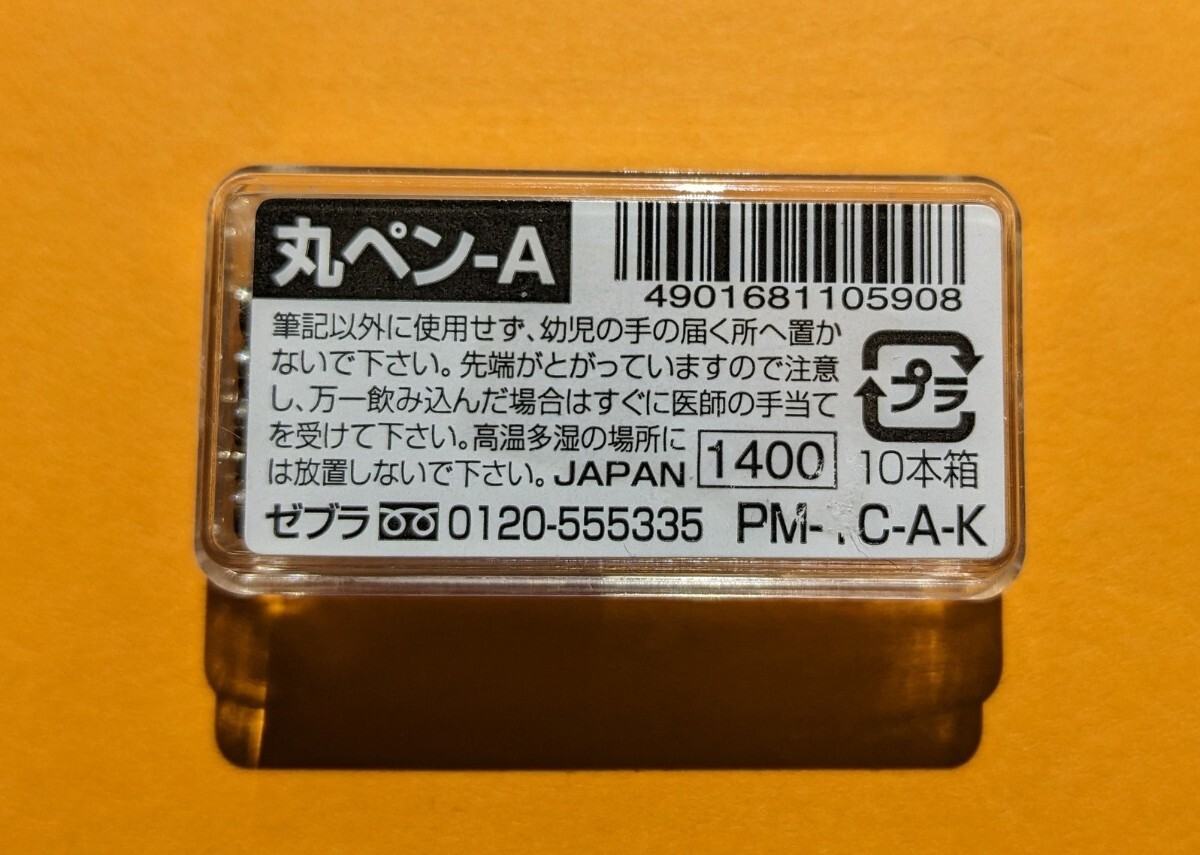 丸ペン-A
4901681105908
筆記以外に使用せず、幼児の手の届く所へ置か
ないで下さい。先端がとがっていますので注意
し、万一飲み込んだ場合はすぐに医師の手当て
を受けて下さい。高温多湿の場所に
は放置しないで下さい。JAPAN
1400
プラ
10本箱
ゼブラ 0120-555335